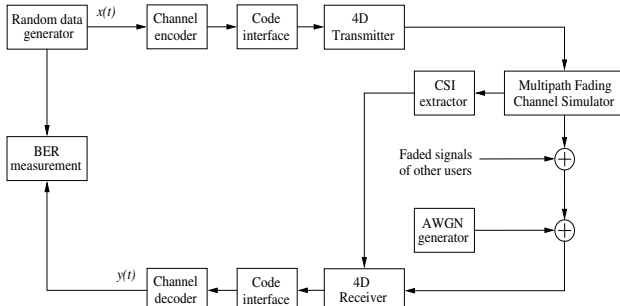 Random data
generator
x(t)
Channel
encoder
Code
interface
4D
Transmitter
CSI
extractor
Multipath Fading
Channel Simulator
BER
measurement
Faded signals
of other users
AWGN
generator
y(t)
Channel
decoder
Code
interface
4D
Receiver